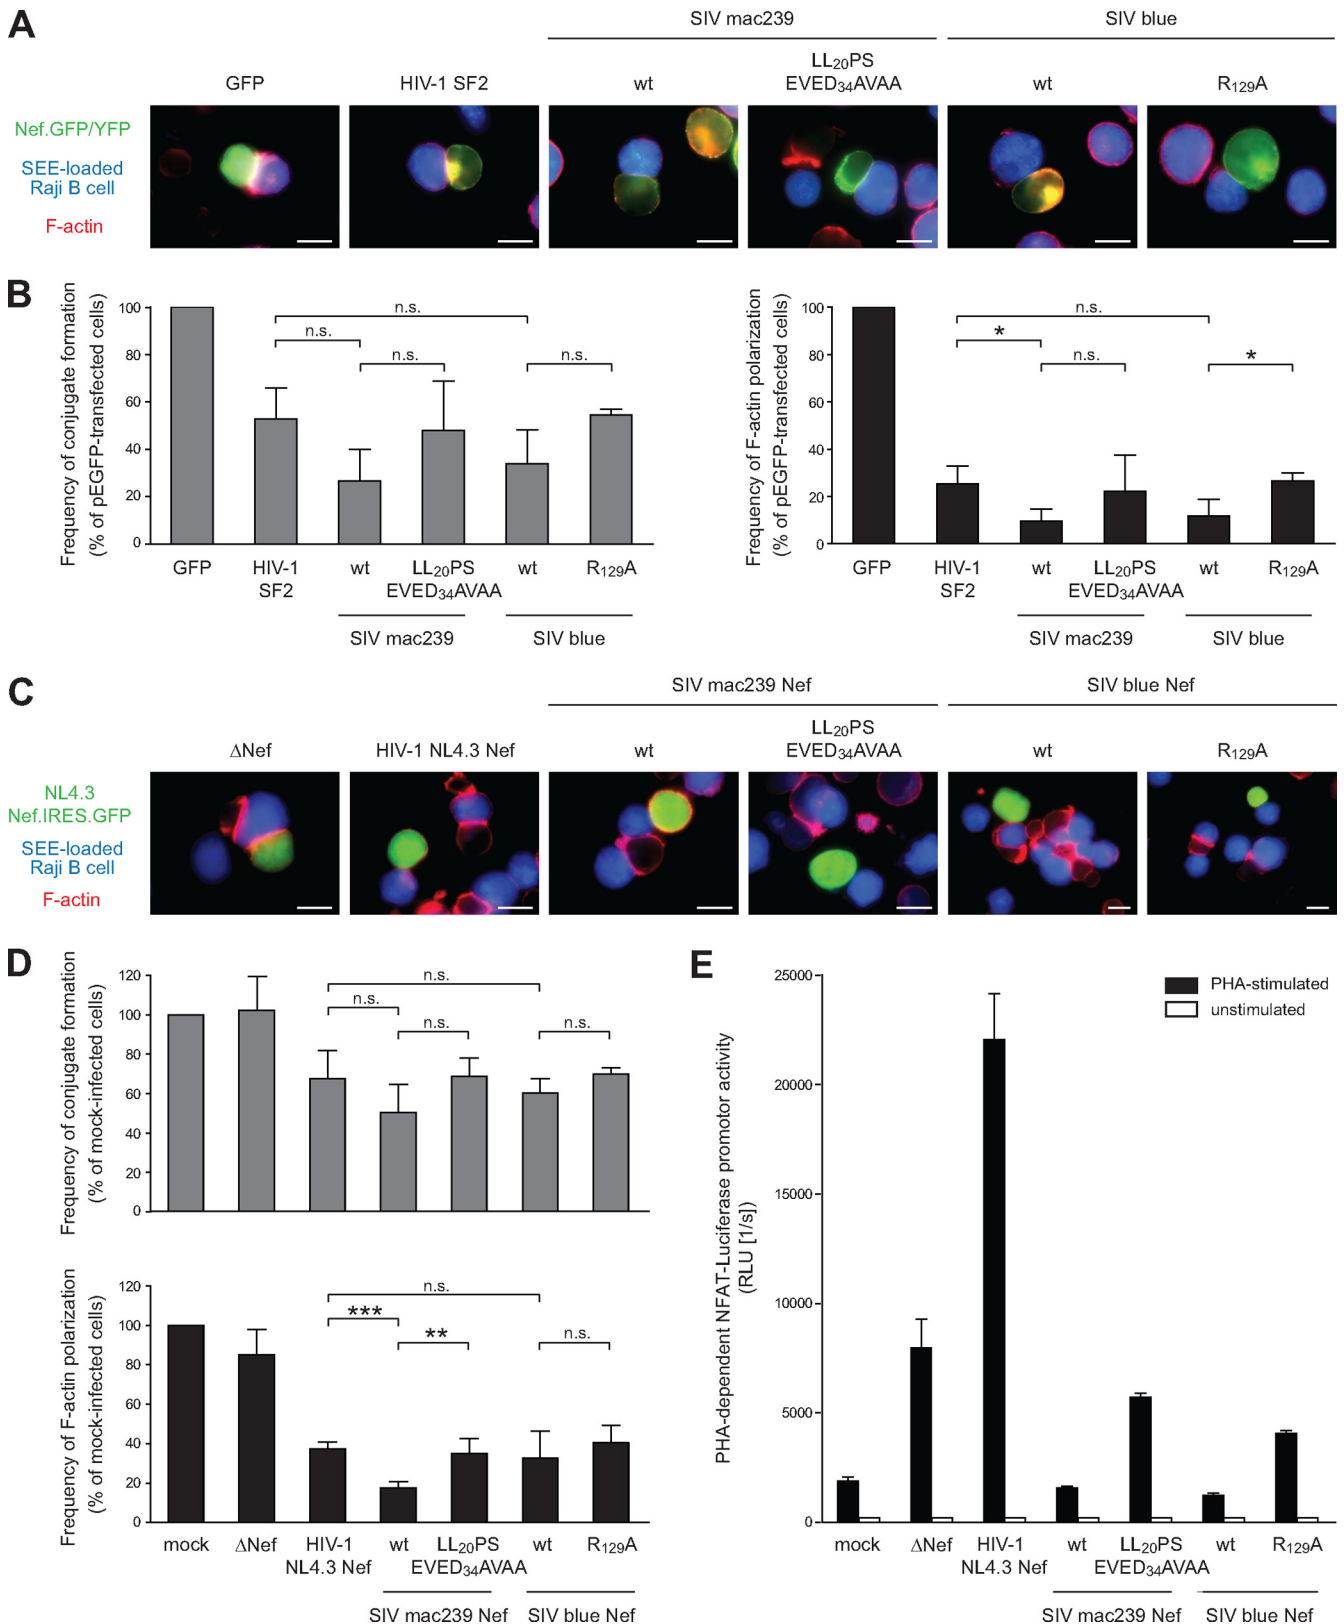 A
SIV mac239
SIV blue
GFP
HIV-1 SF2
wt
LL20PS
EVED34AVAA
wt
R129A
Nef.GFP/YFP
SEE-loaded
Raji B cell
F-actin
B
Frequency of conjugate formation
(% of pEGFP-transfected cells)
100
80
60
40
20
0
n.s.
n.s.
n.s.
n.s.
GFP
HIV-1
SF2
wt
LL20PS
EVED34AVAA
wt
R129A
SIV mac239
SIV blue
Frequency of F-actin polarization
(% of pEGFP-transfected cells)
100
80
60
40
20
0
n.s.
*
n.s.
*
GFP
HIV-1
SF2
wt
LL20PS
EVED34AVAA
wt
R129A
SIV mac239
SIV blue
C
SIV mac239 Nef
SIV blue Nef
ΔNef
HIV-1 NL4.3 Nef
wt
LL20PS
EVED34AVAA
wt
R129A
NL4.3
Nef.IRES.GFP
SEE-loaded
Raji B cell
F-actin
D
Frequency of conjugate formation
(% of mock-infected cells)
120
100
80
60
40
20
0
n.s.
n.s.
n.s.
n.s.
Frequency of F-actin polarization
(% of mock-infected cells)
120
100
80
60
40
20
0
n.s.
***
**
n.s.
mock
ΔNef
HIV-1
NL4.3 Nef
wt
LL20PS
EVED34AVAA
wt
R129A
SIV mac239 Nef
SIV blue Nef
E
PHA-dependent NFAT-Luciferase promotor activity
(RLU [1/s])
25000
20000
15000
10000
5000
0
PHA-stimulated
unstimulated
mock
ΔNef
HIV-1
NL4.3 Nef
wt
LL20PS
EVED34AVAA
wt
R129A
SIV mac239 Nef
SIV blue Nef